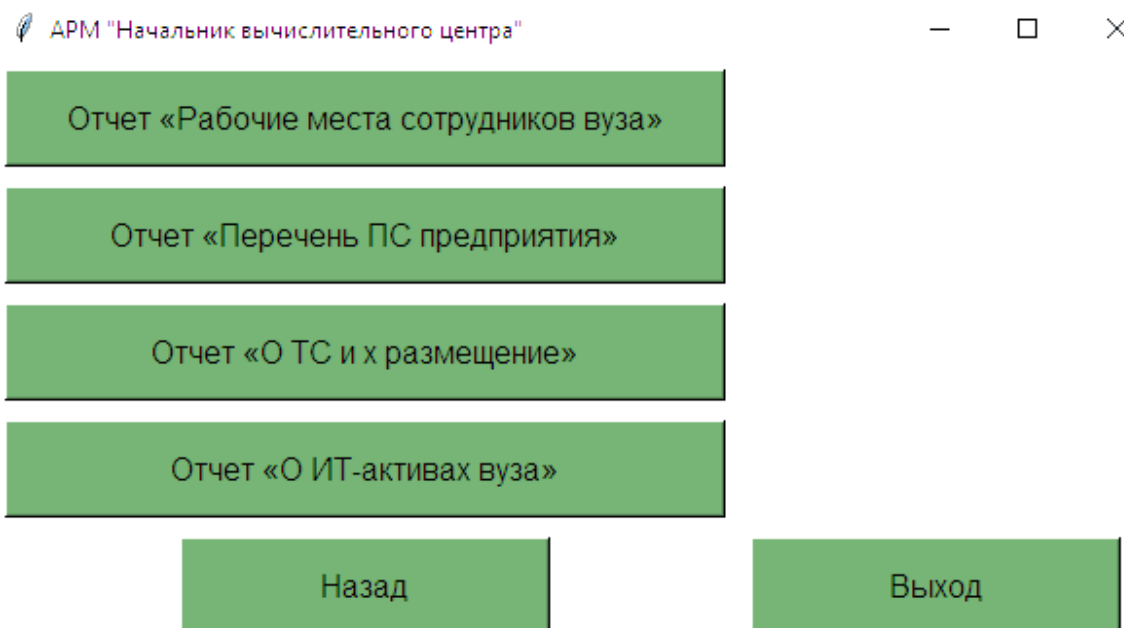 АРМ "Начальник вычислительного центра"
Отчет «Рабочие места сотрудников вуза»
Отчет «Перечень ПС предприятия»
Отчет «О ТС и х размещение»
Отчет «О ИТ-активах вуза»
Назад
Выход